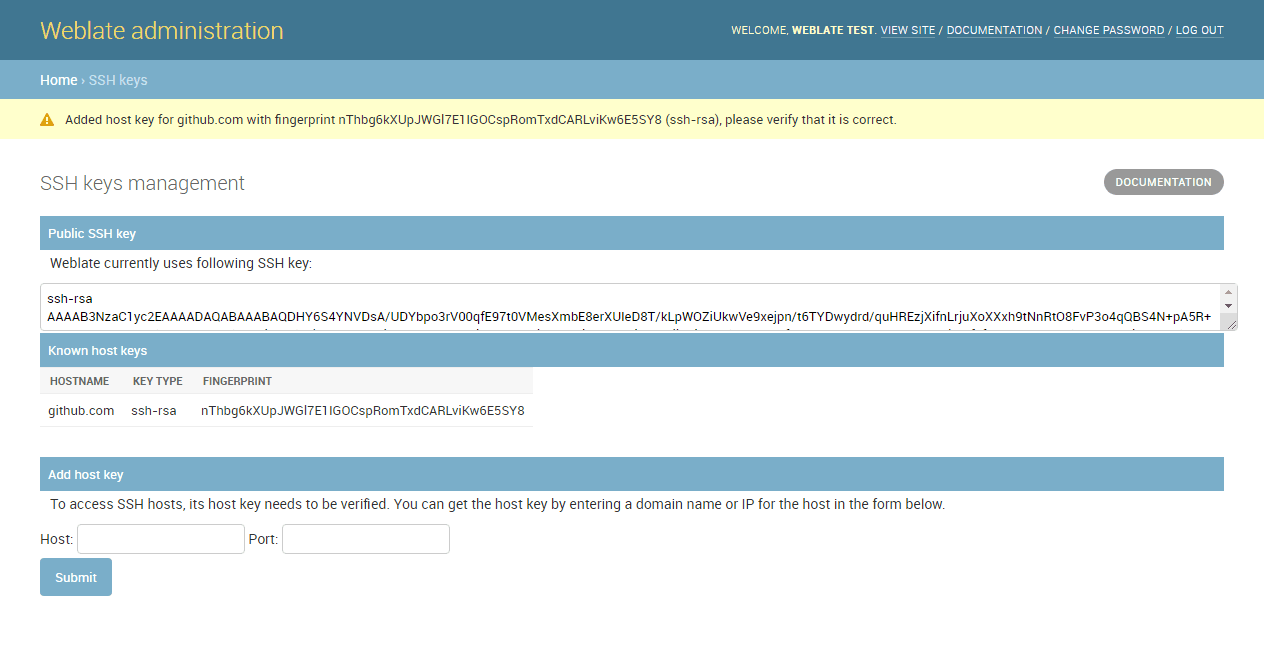 Weblate administration
WELCOME, WEBLATE TEST. VIEW SITE / DOCUMENTATION / CHANGE PASSWORD / LOG OUT
Home › SSH keys
Added host key for github.com with fingerprint nThbg6kXUpJWGl7E1IGOCspRomTxdCARLviKw6E5SY8 (ssh-rsa), please verify that it is correct.
SSH keys management
DOCUMENTATION
Public SSH key
Weblate currently uses following SSH key:
ssh-rsa
AAAAB3NzaC1yc2EAAAADAQABAAABAQDHY6S4YNVDsA/UDYbpo3rV00qfE97t0VMesXmbE8erXUIeD8T/kLpWOZiUkwVe9xejpn/t6TYDwydrd/quHREzjXifnLrjuXoXXxh9tNnRtO8FvP3o4qQBS4N+pA5R+
Known host keys
HOSTNAME KEY TYPE FINGERPRINT
github.com ssh-rsa nThbg6kXUpJWGl7E1IGOCspRomTxdCARLviKw6E5SY8
Add host key
To access SSH hosts, its host key needs to be verified. You can get the host key by entering a domain name or IP for the host in the form below.
Host: Port:
Submit